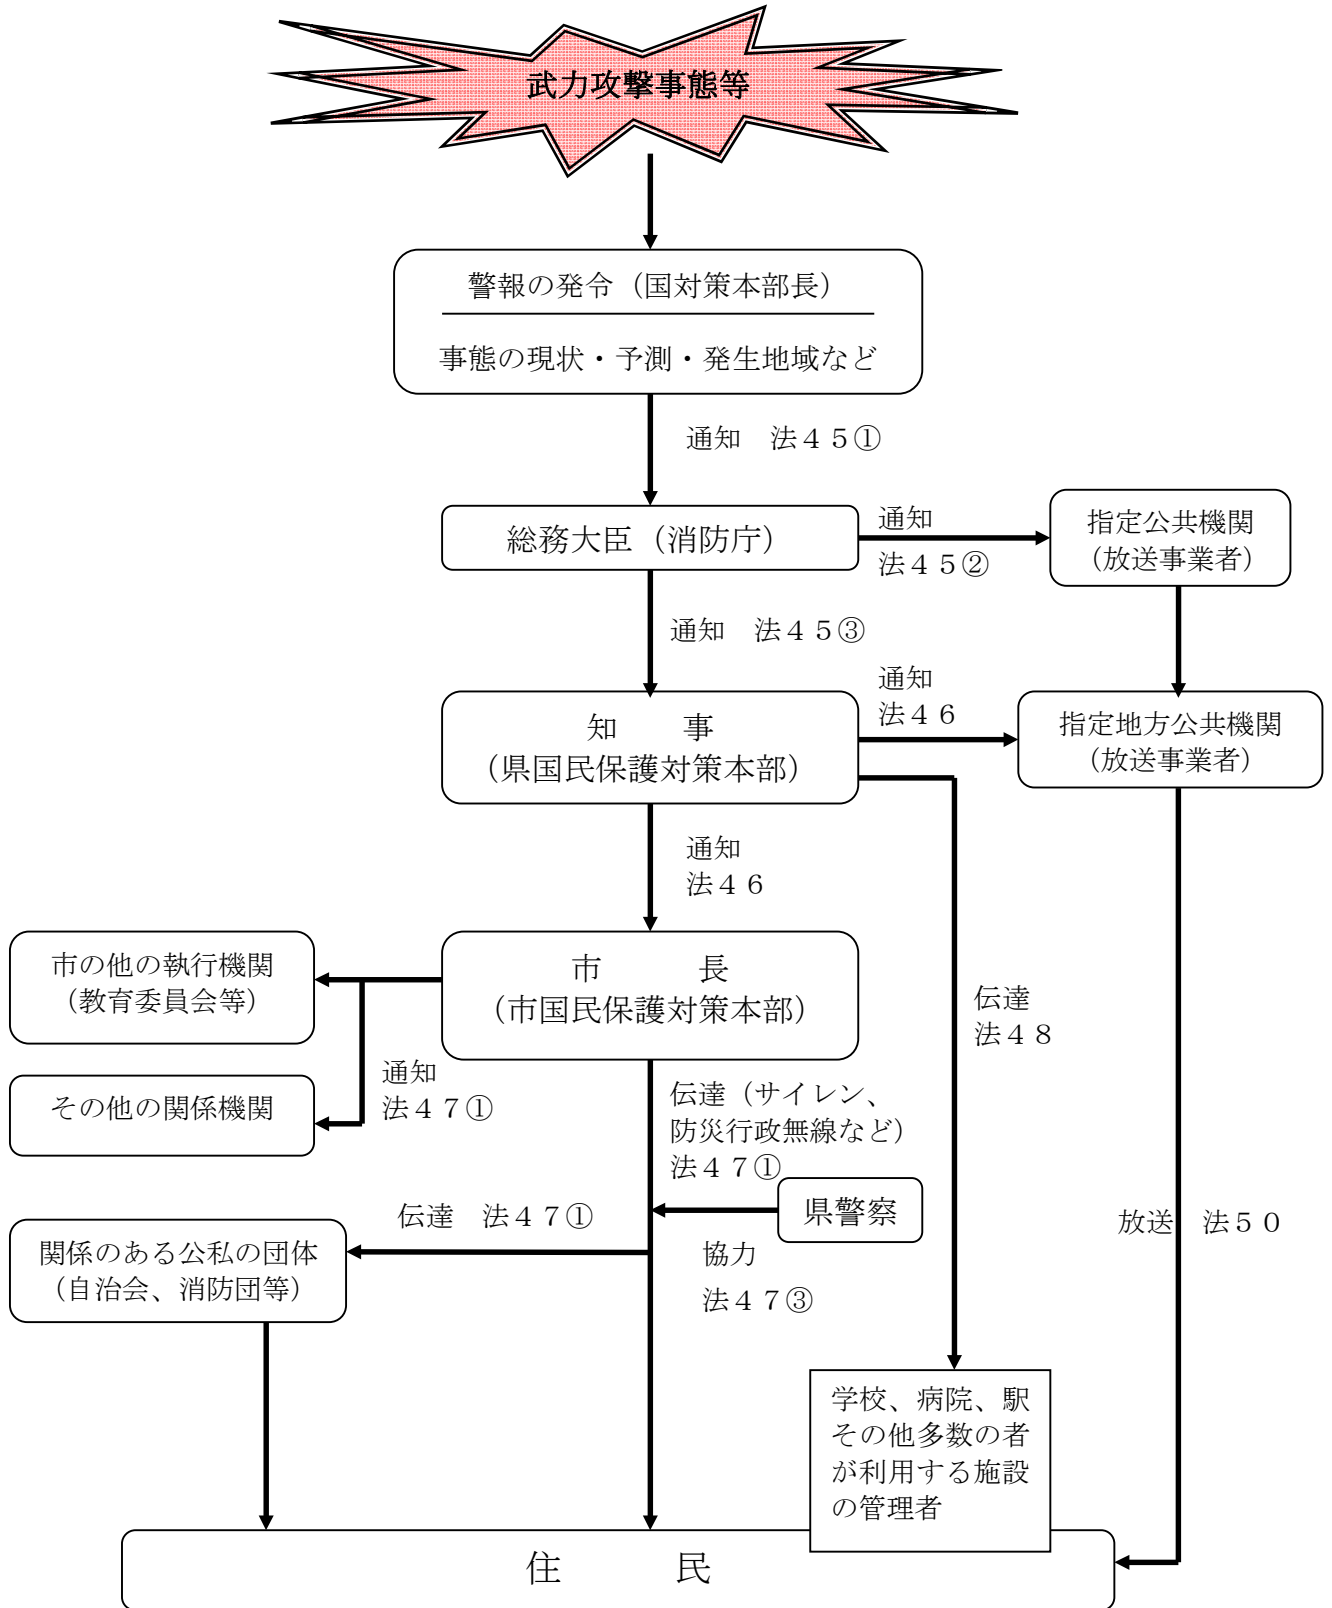 武力攻撃事態等
警報の発令（国対策本部長）
事態の現状・予測・発生地域など
通知　法４５①
総務大臣（消防庁）
通知
法４５②
指定公共機関
（放送事業者）
通知　法４５③
知　　事
（県国民保護対策本部）
通知
法４６
指定地方公共機関
（放送事業者）
通知
法４６
市の他の執行機関
（教育委員会等）
市　　　長
（市国民保護対策本部）
伝達
法４８
その他の関係機関
通知
法４７①
伝達（サイレン、
防災行政無線など）
法４７①
県警察
協力
法４７③
伝達　法４７①
関係のある公私の団体
（自治会、消防団等）
放送　法５０
学校、病院、駅
その他多数の者
が利用する施設
の管理者
住　　　民